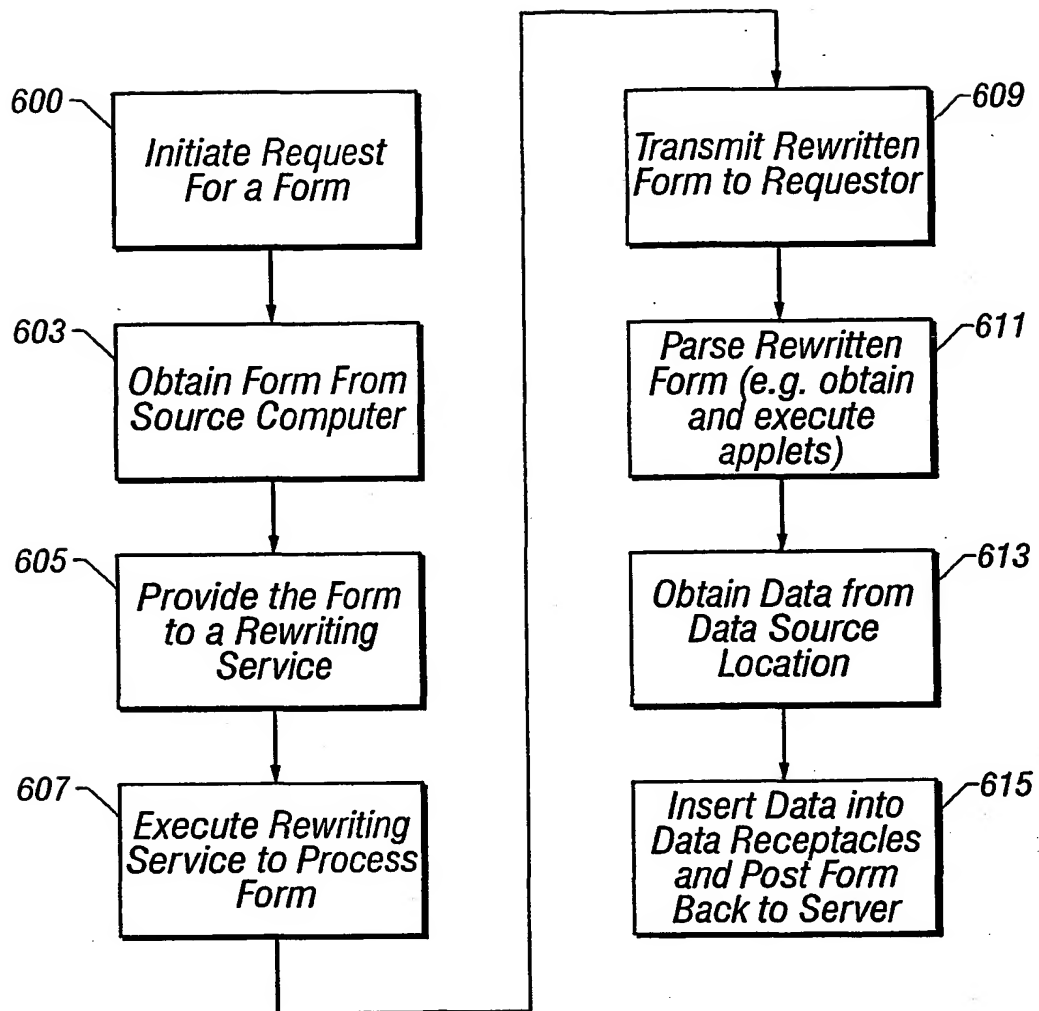 600
Initiate Request
For a Form
603
Obtain Form From
Source Computer
605
Provide the Form
to a Rewriting
Service
607
Execute Rewriting
Service to Process
Form
609
Transmit Rewritten
Form to Requestor
611
Parse Rewritten
Form (e.g. obtain
and execute
applets)
613
Obtain Data from
Data Source
Location
615
Insert Data into
Data Receptacles
and Post Form
Back to Server